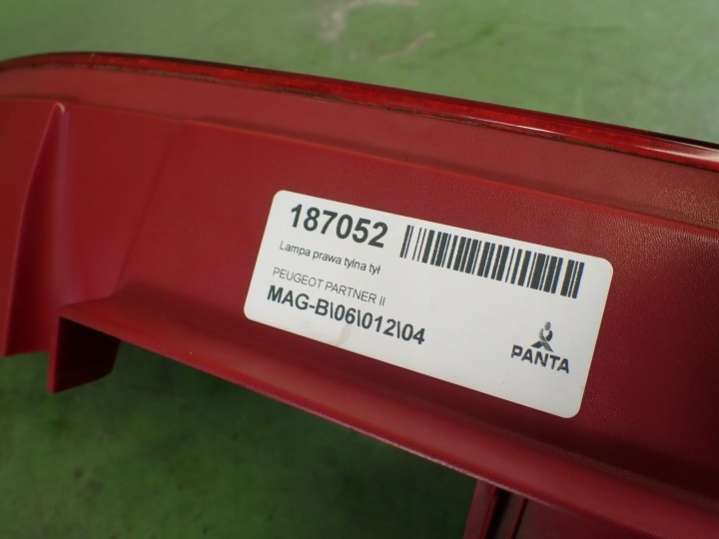 187052
Lampa prawa tylna tył
PEUGEOT PARTNER II
MAG-B\06\012\04
PANTA